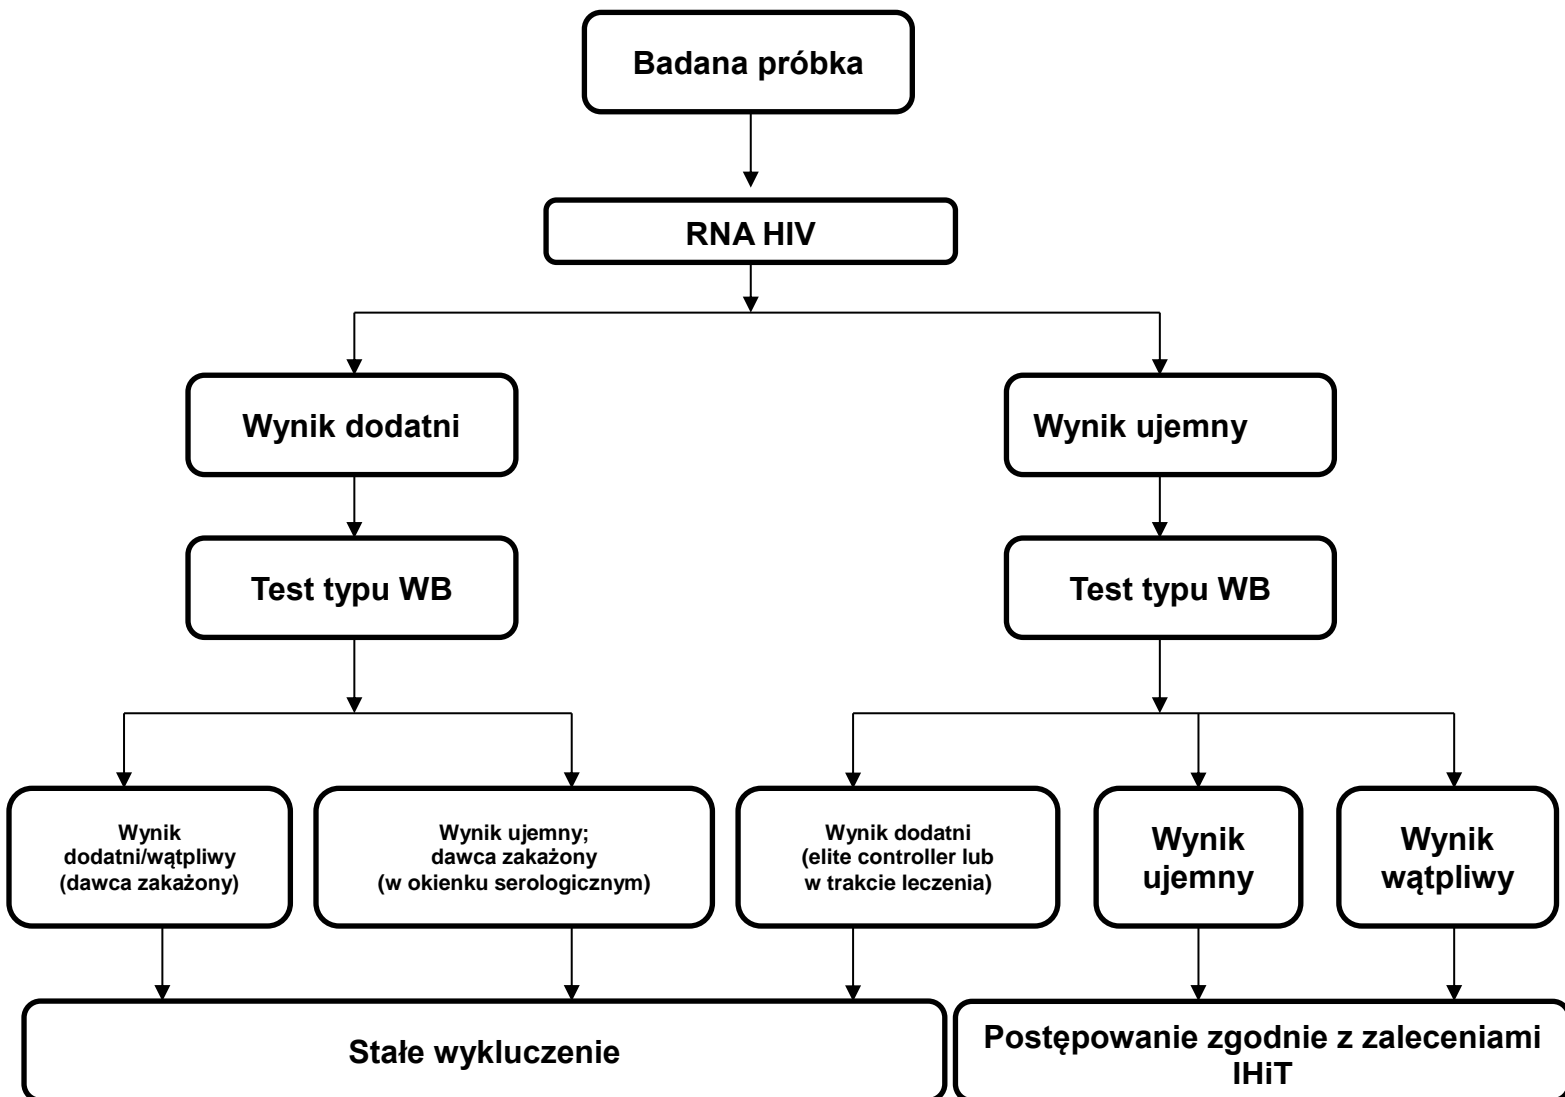 Badana próbka
RNA HIV
Wynik dodatni
Wynik ujemny
Test typu WB
Test typu WB
Wynik
dodatni/wątpliwy
(dawca zakażony)
Wynik ujemny;
dawca zakażony
(w okienku serologicznym)
Wynik dodatni
(elite controller lub
w trakcie leczenia)
Wynik
ujemny
Wynik
wątpliwy
Stałe wykluczenie
Postępowanie zgodnie z zaleceniami
IHiT